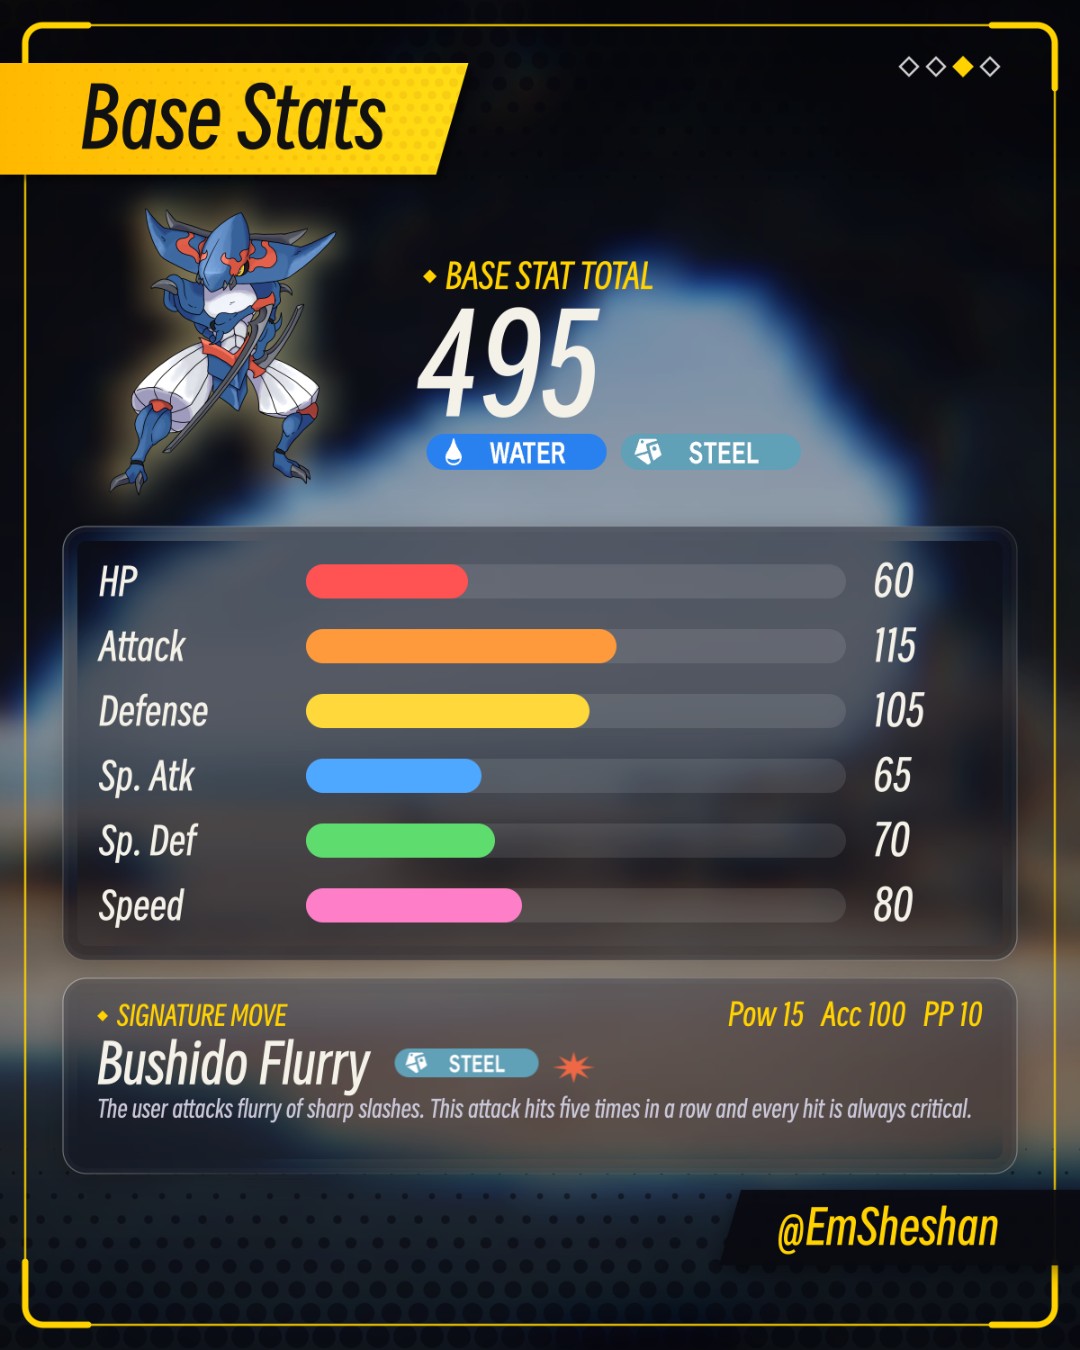 Base Stats
BASE STAT TOTAL
495
WATER STEEL
HP 60
Attack 115
Defense 105
Sp. Atk 65
Sp. Def 70
Speed 80
SIGNATURE MOVE Pow 15 Acc 100 PP 10
Bushido Flurry STEEL
The user attacks flurry of sharp slashes. This attack hits five times in a row and every hit is always critical.
@EmSheshan